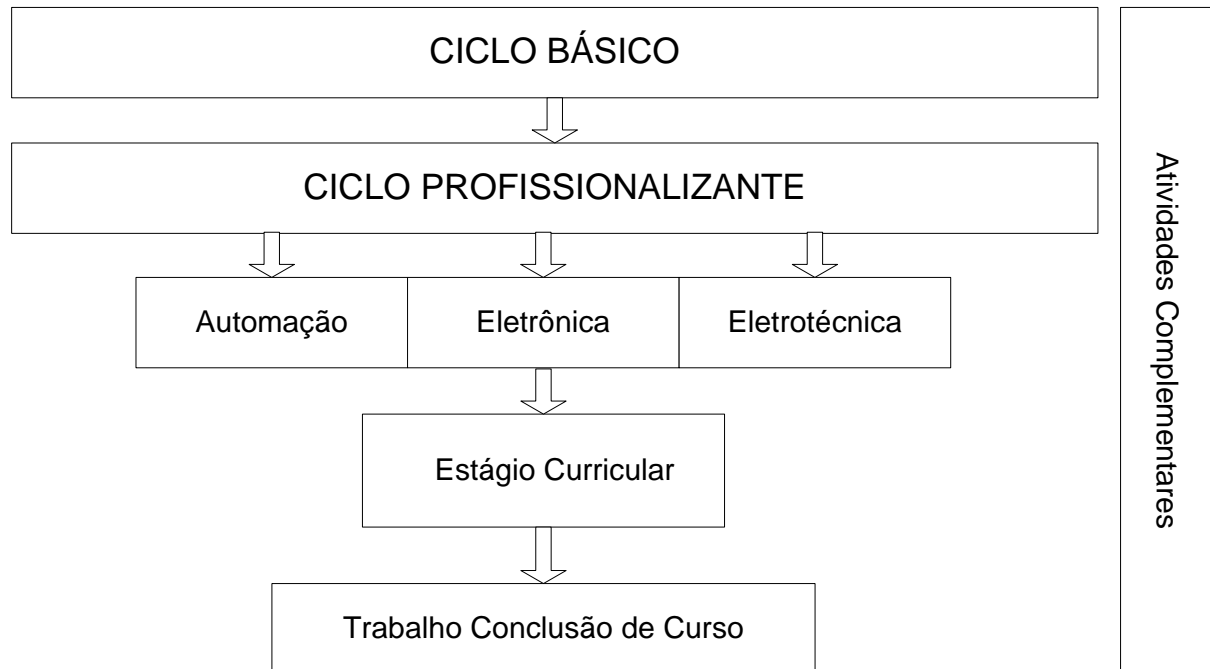 CICLO BÁSICO
CICLO PROFISSIONALIZANTE
Automação
Eletrônica
Eletrotécnica
Estágio Curricular
Trabalho Conclusão de Curso
Atividades Complementares